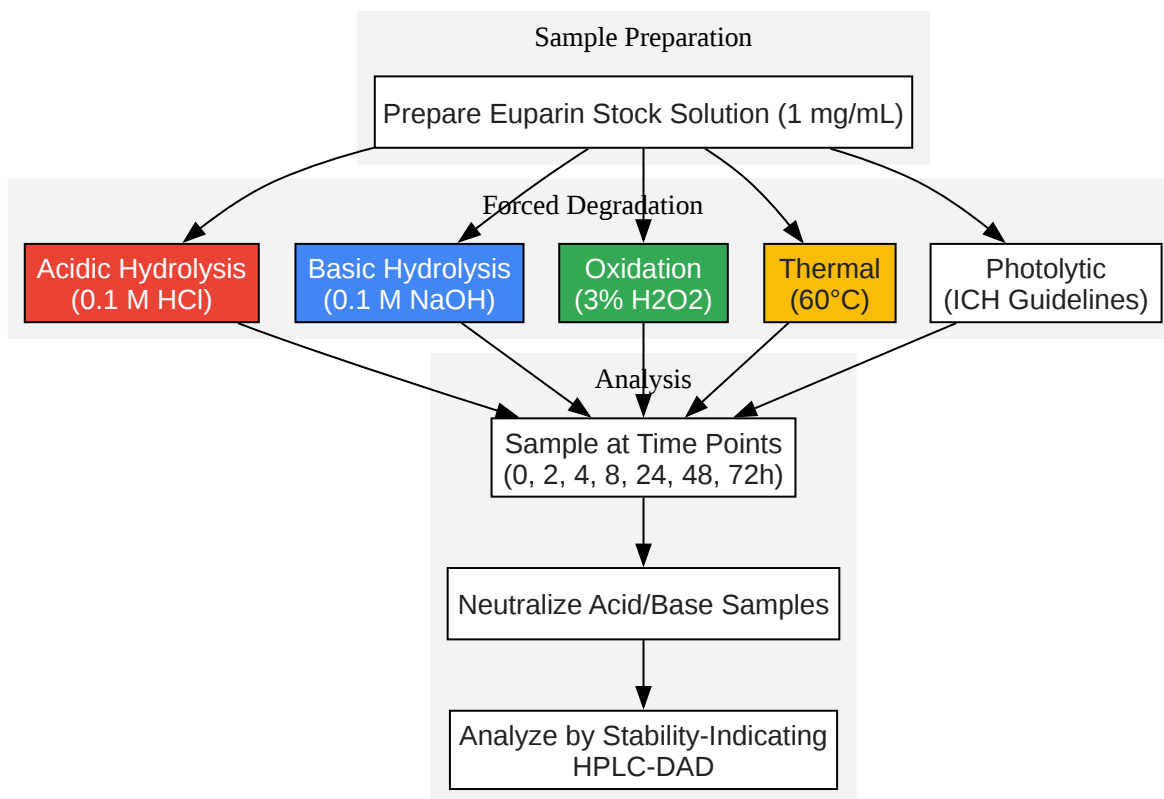 Sample Preparation
Prepare Euparin Stock Solution (1 mg/mL)
Forced Degradation
Acidic Hydrolysis
(0.1 M HCl)
Basic Hydrolysis
(0.1 M NaOH)
Oxidation
(3% H2O2)
Thermal
(60°C)
Photolytic
(ICH Guidelines)
Analysis
Sample at Time Points
(0, 2, 4, 8, 24, 48, 72h)
Neutralize Acid/Base Samples
Analyze by Stability-Indicating
HPLC-DAD